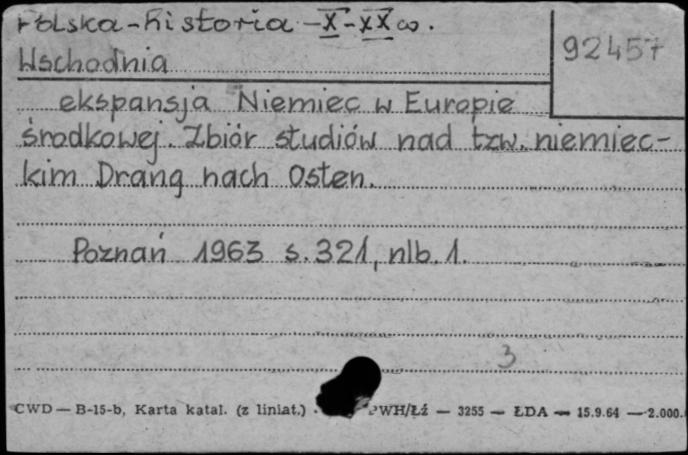 Polska-historia-X-XX w.
92457
Wschodnia
ekspansja Niemiec w Europie
środkowej. Zbiór studiów nad tzw. niemiec-
kim Drang nach Osten.
Poznań 1963 s. 321, nlb. 1.
3
CWD — B-15-b, Karta katal. (z liniat.) PWH/Łź — 3255 — ŁDA — 15.9.64 — 2.000.